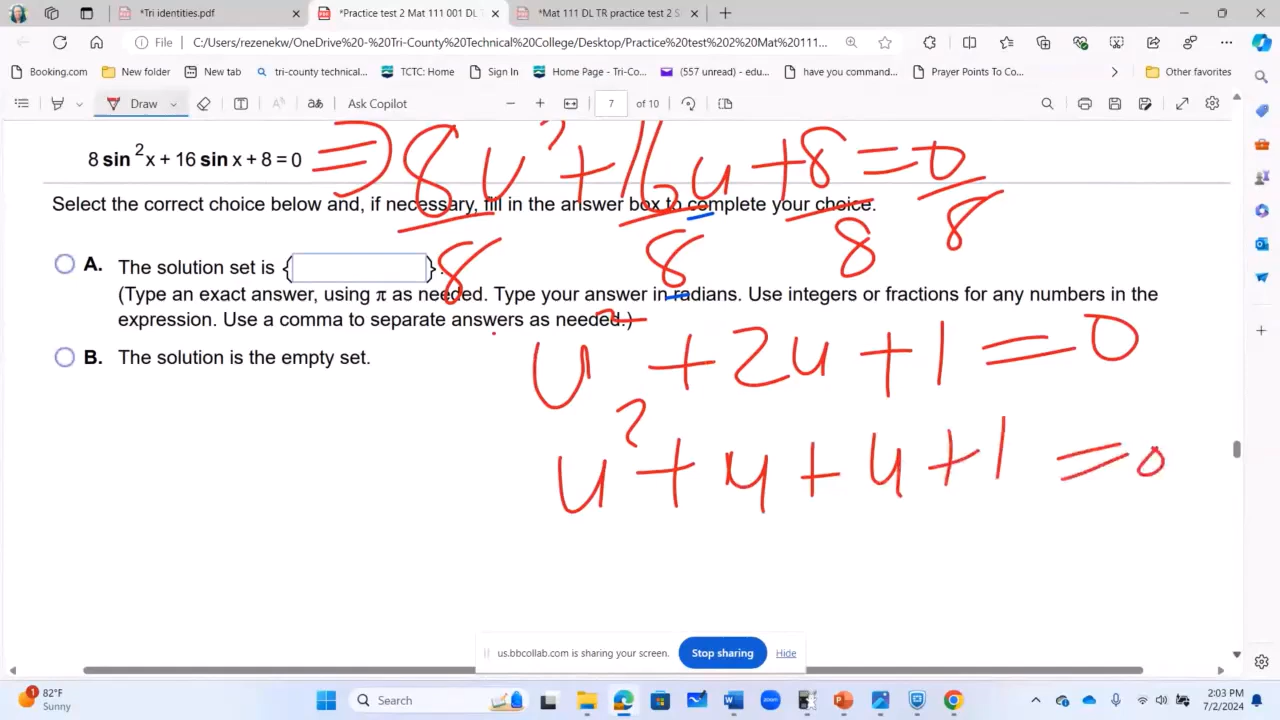 *Tri identities.pdf
*Practice test 2 Mat 111 001 DL T
*Mat 111 DL TR practice test 2 S
File C:/Users/rezenekw/OneDrive%20-%20Tri-County%20Technical%20College/Desktop/Practice%20test%202%20Mat%20111...
Booking.com New folder New tab tri-county technical... TCTC: Home Sign In Home Page - Tri-Co... (557 unread) - edu... have you command... Prayer Points To Co... Other favorites
Draw Ask Copilot 7 of 10
8 sin²x + 16 sin x + 8 = 0 ⇒ 8u² + 16u + 8 = 0
8 8 8 8
Select the correct choice below and, if necessary, fill in the answer box to complete your choice.
A. The solution set is { }.
(Type an exact answer, using π as needed. Type your answer in radians. Use integers or fractions for any numbers in the
expression. Use a comma to separate answers as needed.)
u² + 2u + 1 = 0
B. The solution is the empty set.
u² + u + u + 1 = 0
us.bbcollab.com is sharing your screen. Stop sharing Hide
1
82°F
Sunny
Search
zoom
2:03 PM
7/2/2024